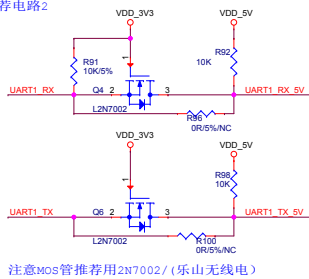 荐电路2
VDD_3V3 VDD_5V
R91
10K/5%
1
R92
10K
UART1_RX Q4 2 3 UART1_RX_5V
L2N7002
R96
0R/5%/NC
VDD_3V3 VDD_5V
1
R98
10K
UART1_TX Q6 2 3 UART1_TX_5V
L2N7002
R100
0R/5%/NC
注意MOS管推荐用2N7002/(乐山无线电)